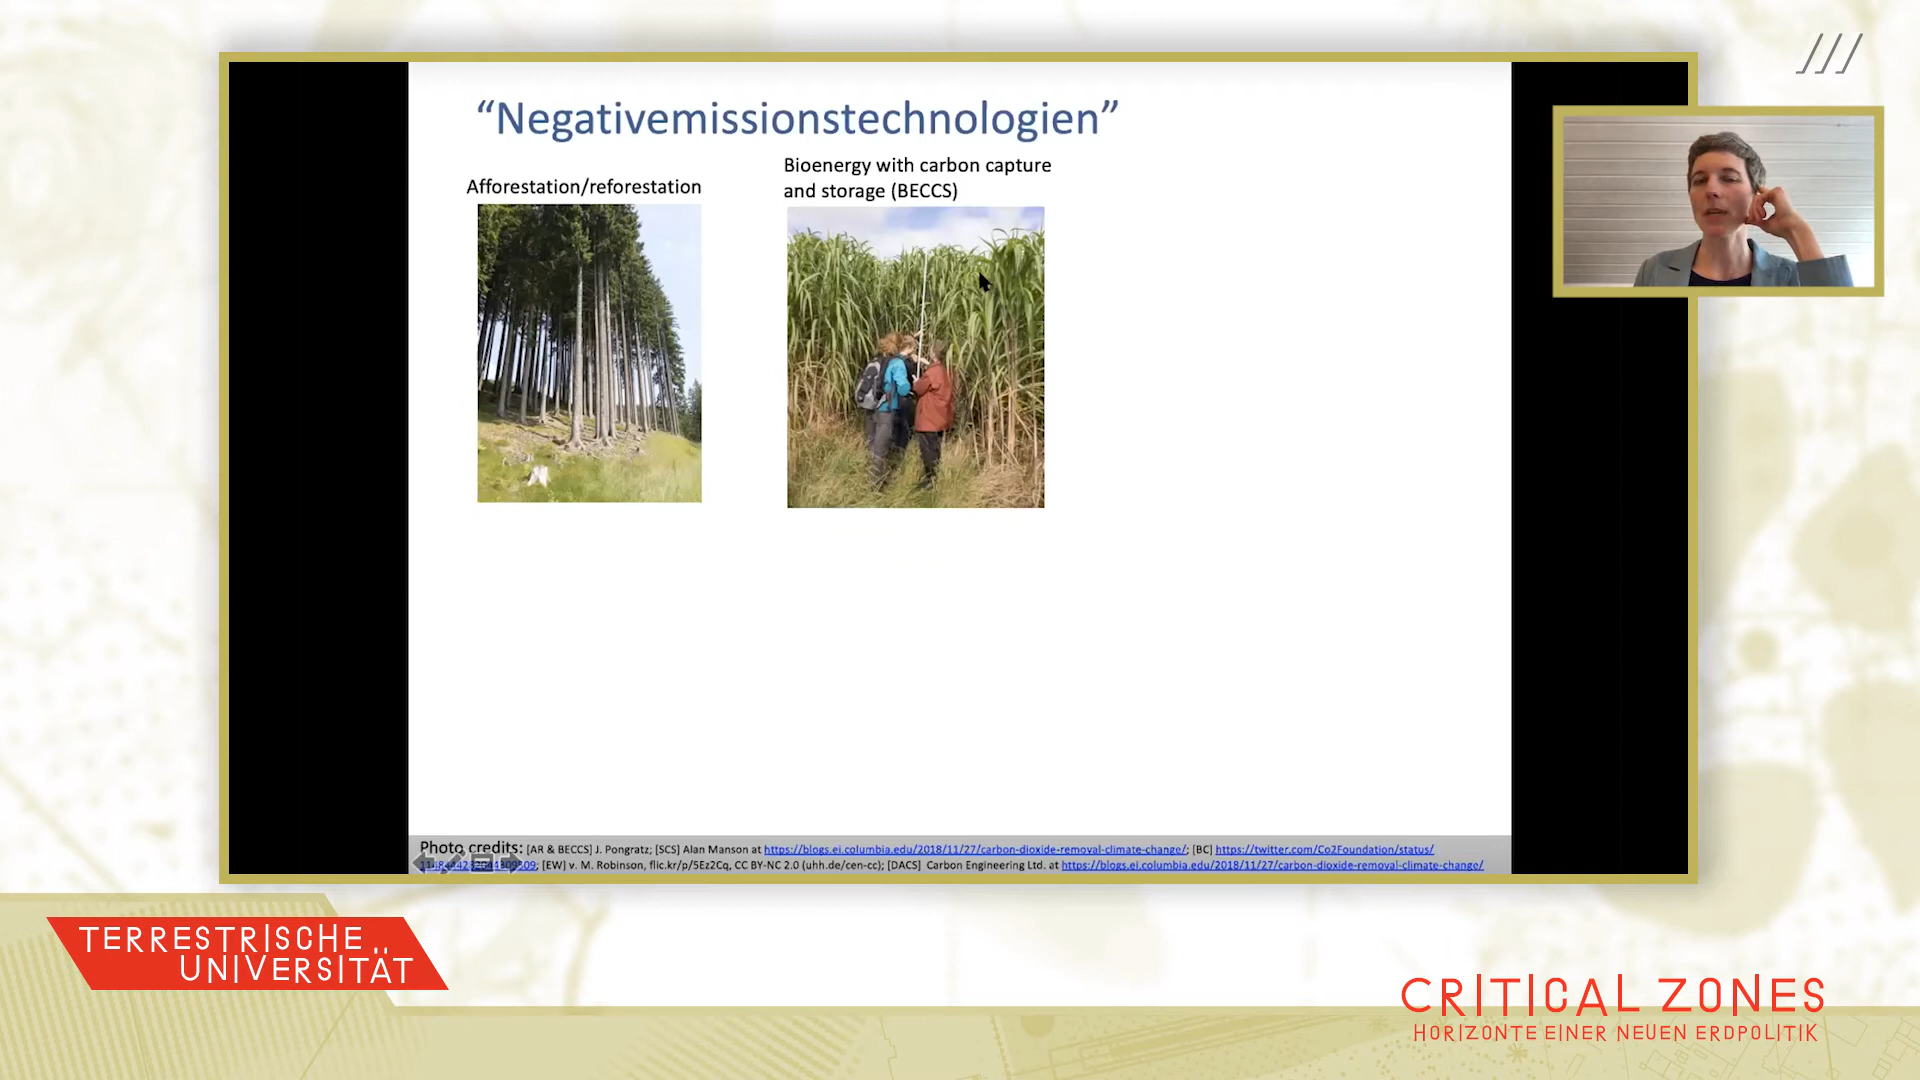 “Negativemissionstechnologien”
Afforestation/reforestation
Bioenergy with carbon capture
and storage (BECCS)
Photo credits: [AR & BECCS] J. Pongratz; [SCS] Alan Manson at https://blogs.ei.columbia.edu/2018/11/27/carbon-dioxide-removal-climate-change/; [BC] https://twitter.com/Co2Foundation/status/
[EW] v. M. Robinson, flic.kr/p/5Ez2Cq, CC BY-NC 2.0 (uhh.de/cen-cc); [DACS] Carbon Engineering Ltd. at https://blogs.ei.columbia.edu/2018/11/27/carbon-dioxide-removal-climate-change/
TERRESTRISCHE
UNIVERSITÄT
CRITICAL ZONES
HORIZONTE EINER NEUEN ERDPOLITIK